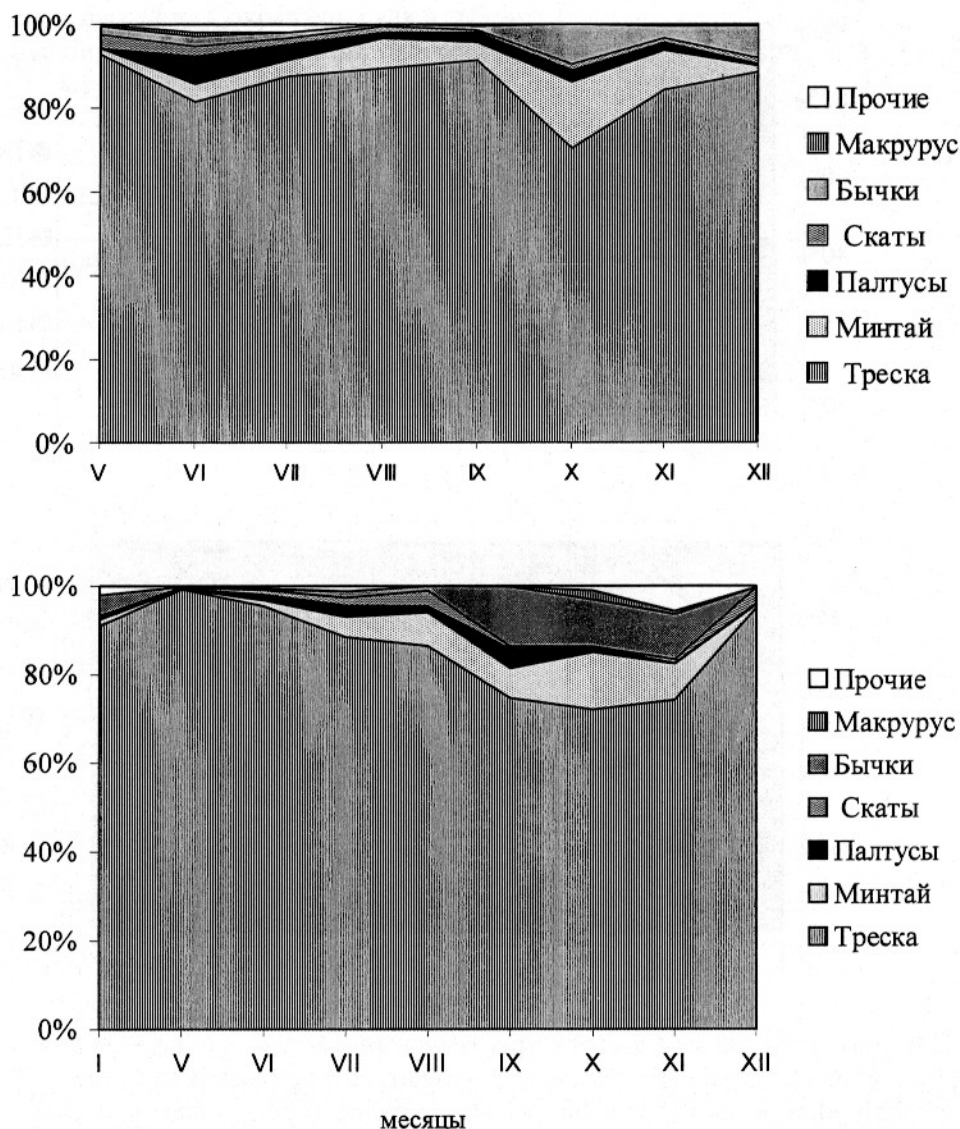 100%
80%
60%
40%
20%
0%
V VI VII VIII IX X XI XII
Прочие
Макрурус
Бычки
Скаты
Палтусы
Минтай
Треска
100%
80%
60%
40%
20%
0%
I V VI VII VIII IX X XI XII
месяцы
Прочие
Макрурус
Бычки
Скаты
Палтусы
Минтай
Треска